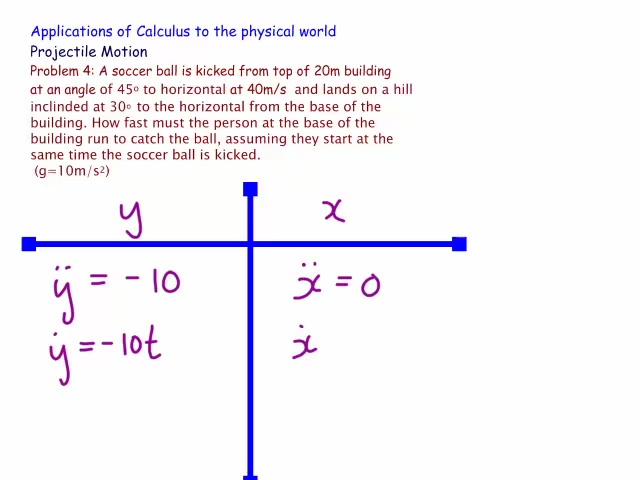 Applications of Calculus to the physical world
Projectile Motion
Problem 4: A soccer ball is kicked from top of 20m building
at an angle of 45º to horizontal at 40m/s and lands on a hill
inclinded at 30º to the horizontal from the base of the
building. How fast must the person at the base of the
building run to catch the ball, assuming they start at the
same time the soccer ball is kicked.
(g=10m/s²)
y x
ÿ = -10 ẍ = 0
ẏ = -10t ẋ